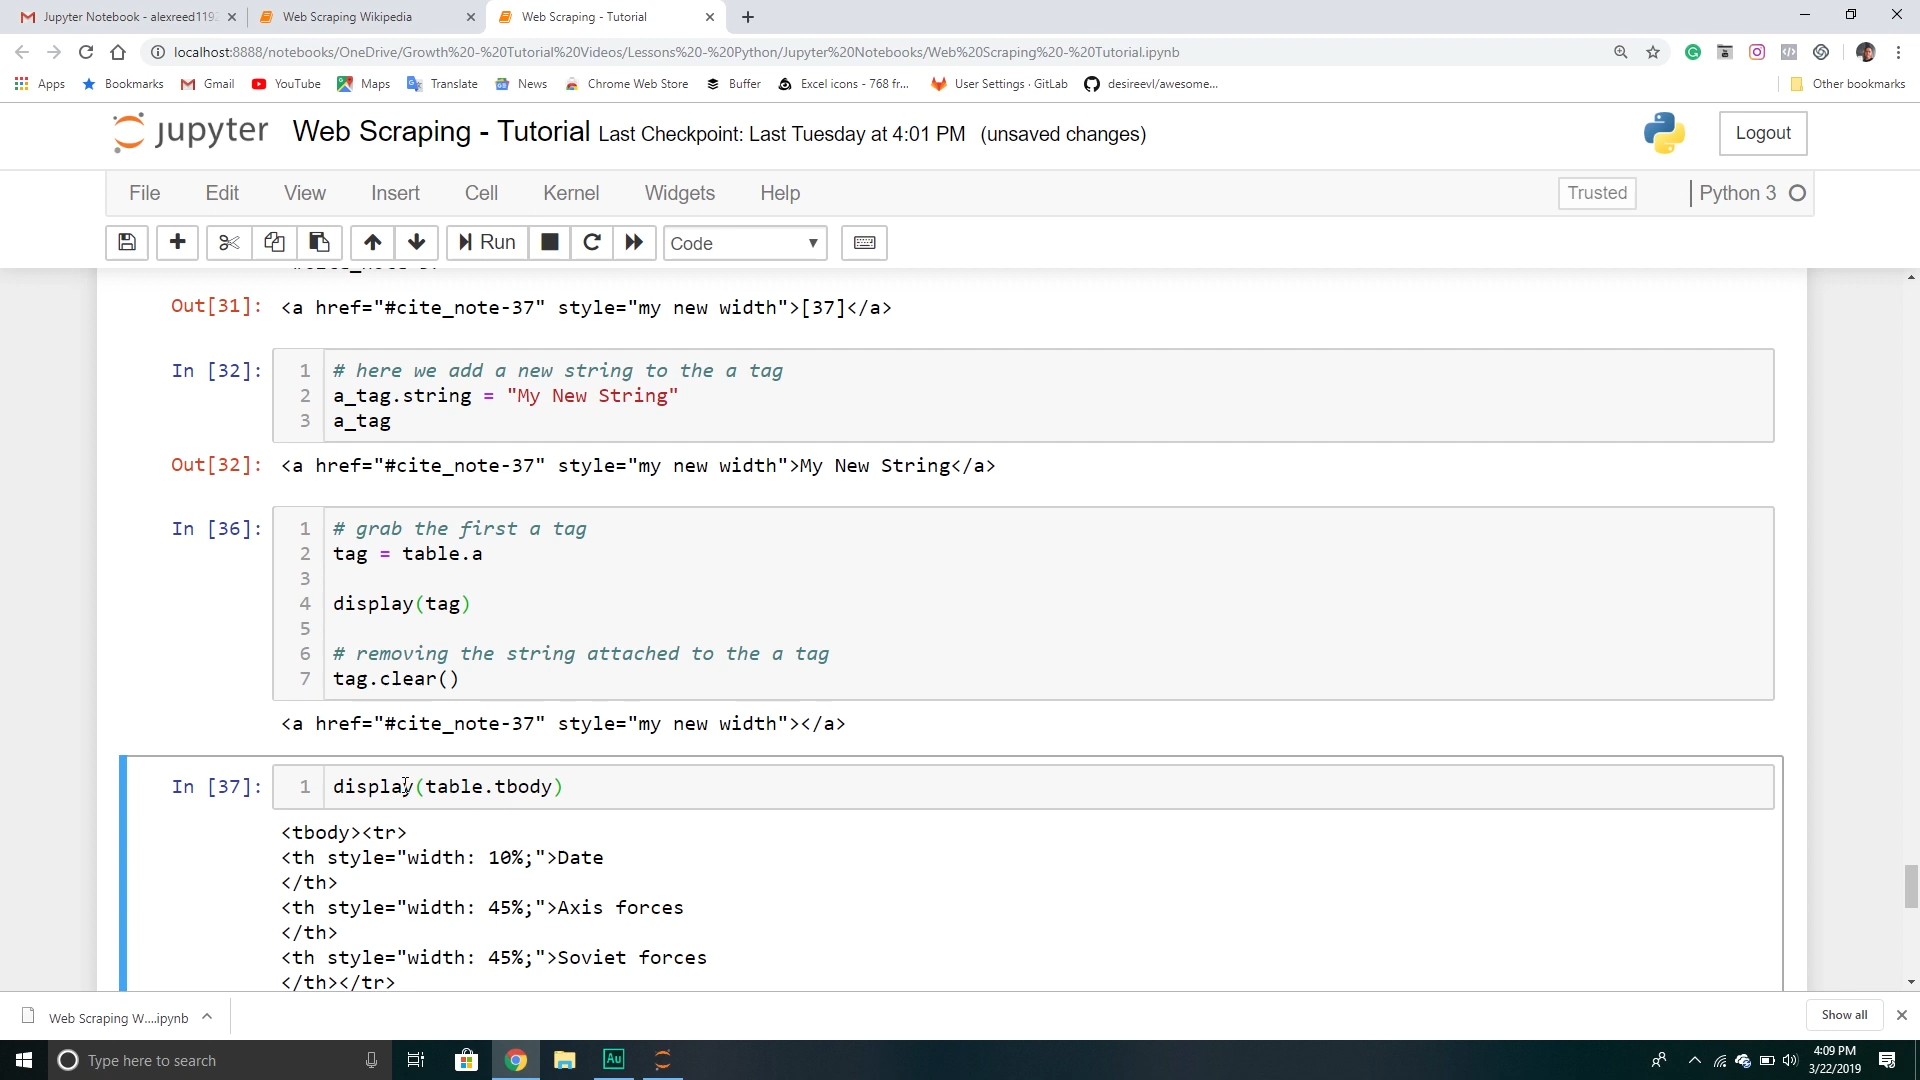 Jupyter Notebook - alexreed1192
Web Scraping Wikipedia
Web Scraping - Tutorial
localhost:8888/notebooks/OneDrive/Growth%20-%20Tutorial%20Videos/Lessons%20-%20Python/Jupyter%20Notebooks/Web%20Scraping%20-%20Tutorial.ipynb
Apps Bookmarks Gmail YouTube Maps Translate News Chrome Web Store Buffer Excel icons - 768 fr... User Settings · GitLab desireevl/awesome... Other bookmarks
jupyter Web Scraping - Tutorial Last Checkpoint: Last Tuesday at 4:01 PM (unsaved changes) Logout
File Edit View Insert Cell Kernel Widgets Help Trusted Python 3
Run Code
Out[31]: <a href="#cite_note-37" style="my new width">[37]</a>
In [32]: 1 # here we add a new string to the a tag
2 a_tag.string = "My New String"
3 a_tag
Out[32]: <a href="#cite_note-37" style="my new width">My New String</a>
In [36]: 1 # grab the first a tag
2 tag = table.a
3
4 display(tag)
5
6 # removing the string attached to the a tag
7 tag.clear()
<a href="#cite_note-37" style="my new width"></a>
In [37]: 1 display(table.tbody)
<tbody><tr>
<th style="width: 10%;">Date
</th>
<th style="width: 45%;">Axis forces
</th>
<th style="width: 45%;">Soviet forces
</th></tr>
Web Scraping W....ipynb Show all
Type here to search Au 4:09 PM
3/22/2019